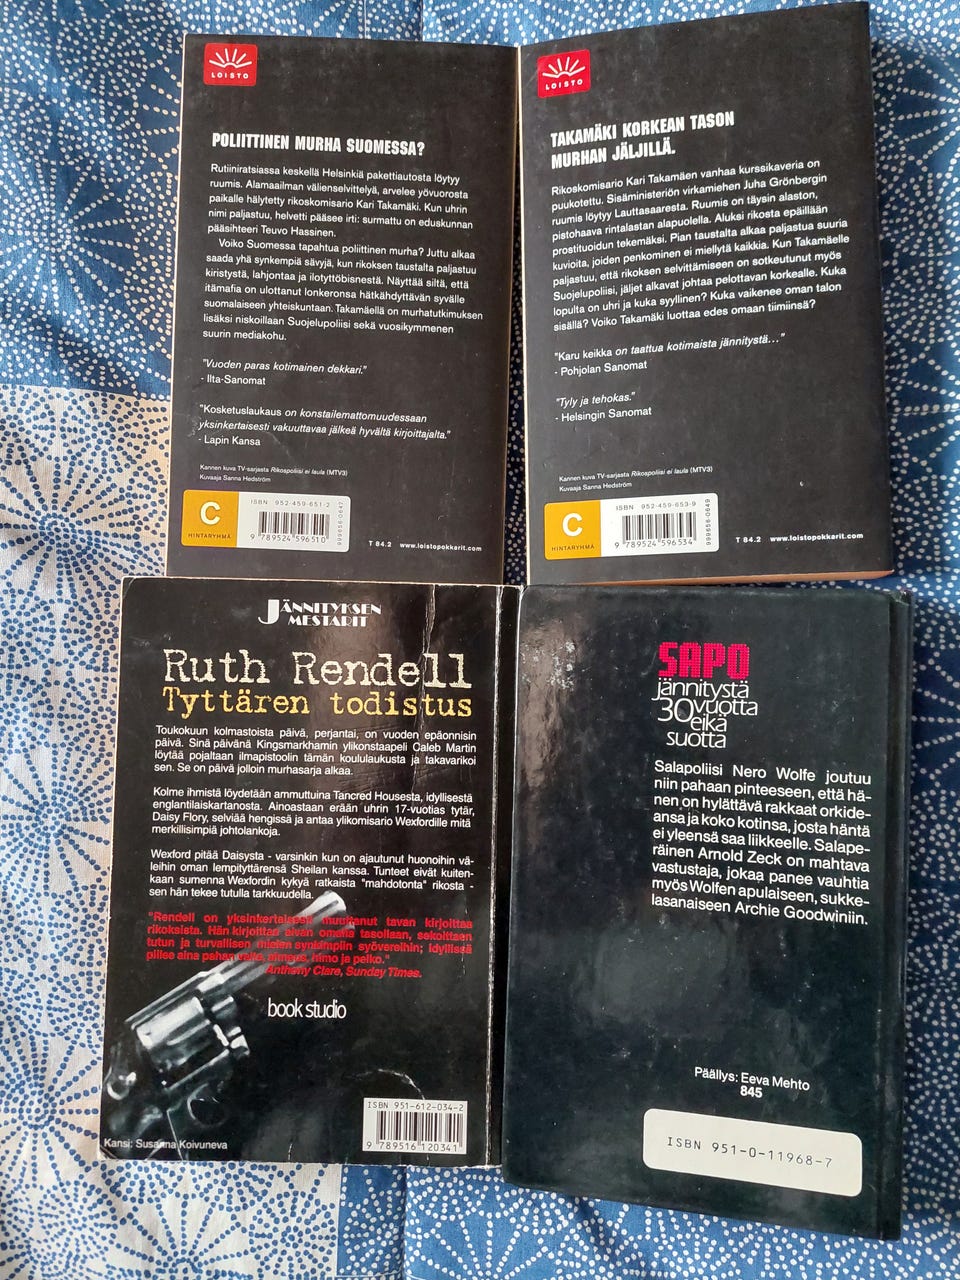 LOISTO
POLIITTINEN MURHA SUOMESSA?
Rutiiniratsiassa keskellä Helsinkiä pakettiautosta löytyy
ruumis. Alamaailman välienselvittelyä, arvelee yövuorosta
paikalle hälytetty rikoskomisario Kari Takamäki. Kun uhrin
nimi paljastuu, helvetti pääsee irti: surmattu on eduskunnan
pääsihteeri Teuvo Hassinen.
Voiko Suomessa tapahtua poliittinen murha? Juttu alkaa
saada yhä synkempiä sävyjä, kun rikoksen taustalta paljastuu
kiristystä, lahjontaa ja ilotyttöbisnestä. Näyttää siltä, että
itämafia on ulottanut lonkeronsa hätkähdyttävän syvälle
suomalaiseen yhteiskuntaan. Takamäellä on murhatutkimuksen
lisäksi niskoillaan Suojelupoliisi sekä vuosikymmenen
suurin mediakohu.
"Vuoden paras kotimainen dekkari."
- Ilta-Sanomat
"Kosketuslaukaus on konstailemattomuudessaan
yksinkertaisesti vakuuttavaa jälkeä hyvältä kirjoittajalta."
- Lapin Kansa
Kannen kuva TV-sarjasta Rikospoliisi ei laula (MTV3)
Kuvaaja Sanna Hedström
C
HINTARYHMÄ
ISBN 952-459-651-2
9 789524 596510
999656-0647
T 84.2 www.loistopokkarit.com
LOISTO
TAKAMÄKI KORKEAN TASON
MURHAN JÄLJILLÄ.
Rikoskomisario Kari Takamäen vanhaa kurssikaveria on
puukotettu. Sisäministeriön virkamiehen Juha Grönbergin
ruumis löytyy Lauttasaaresta. Ruumis on täysin alaston,
pistohaava rintalastan alapuolella. Aluksi rikosta epäillään
prostituoidun tekemäksi. Pian taustalta alkaa paljastua suuria
kuvioita, joiden penkominen ei miellytä kaikkia. Kun Takamäelle
paljastuu, että rikoksen selvittämiseen on sotkeutunut myös
Suojelupoliisi, jäljet alkavat johtaa pelottavan korkealle. Kuka
lopulta on uhri ja kuka syyllinen? Kuka vaikenee oman talon
sisällä? Voiko Takamäki luottaa edes omaan tiimiinsä?
"Karu keikka on taattua kotimaista jännitystä..."
- Pohjolan Sanomat
"Tyly ja tehokas."
- Helsingin Sanomat
Kannen kuva TV-sarjasta Rikospoliisi ei laula (MTV3)
Kuvaaja Sanna Hedström
C
HINTARYHMÄ
ISBN 952-459-653-9
9 789524 596534
999656-0649
T 84.2 www.loistopokkarit.com
JÄNNITYKSEN
MESTARIT
Ruth Rendell
Tyttären todistus
Toukokuun kolmastoista päivä, perjantai, on vuoden epäonnisin
päivä. Sinä päivänä Kingsmarkhamin ylikonstaapeli Caleb Martin
löytää pojaltaan ilmapistoolin tämän koululaukusta ja takavarikoi
sen. Se on päivä jolloin murhasarja alkaa.
Kolme ihmistä löydetään ammuttuina Tancred Housesta, idyllisestä
englantilaiskartanosta. Ainoastaan erään uhrin 17-vuotias tytär,
Daisy Flory, selviää hengissä ja antaa ylikomisario Wexfordille mitä
merkillisimpiä johtolankoja.
Wexford pitää Daisysta - varsinkin kun on ajautunut huonoihin vä-
leihin oman lempityttärensä Sheilan kanssa. Tunteet eivät kuiten-
kaan sumenna Wexfordin kykyä ratkaista "mahdotonta" rikosta -
sen hän tekee tutulla tarkkuudella.
"Rendell on yksinkertaisesti muuttanut tavan kirjoittaa
rikoksista. Hän kirjoittaa aivan omalla tasollaan, sekoittaen
tutun ja turvallisen mielen synkimpiin syövereihin; idyllissä
piilee aina pahan valta, ahneus, himo ja pelko."
Anthony Clare, Sunday Times.
book studio
Kansi: Susanna Koivuneva
ISBN 951-612-034-2
9 789516 120341
SAPO
jännitystä
30 vuotta
eikä
suotta
Salapoliisi Nero Wolfe joutuu
niin pahaan pinteeseen, että hä-
nen on hylättävä rakkaat orkide-
ansa ja koko kotinsa, josta häntä
ei yleensä saa liikkeelle. Salape-
räinen Arnold Zeck on mahtava
vastustaja, jokaa panee vauhtia
myös Wolfen apulaiseen, sukke-
lasanaiseen Archie Goodwiniin.
Päällys: Eeva Mehto
845
ISBN 951-0-11968-7